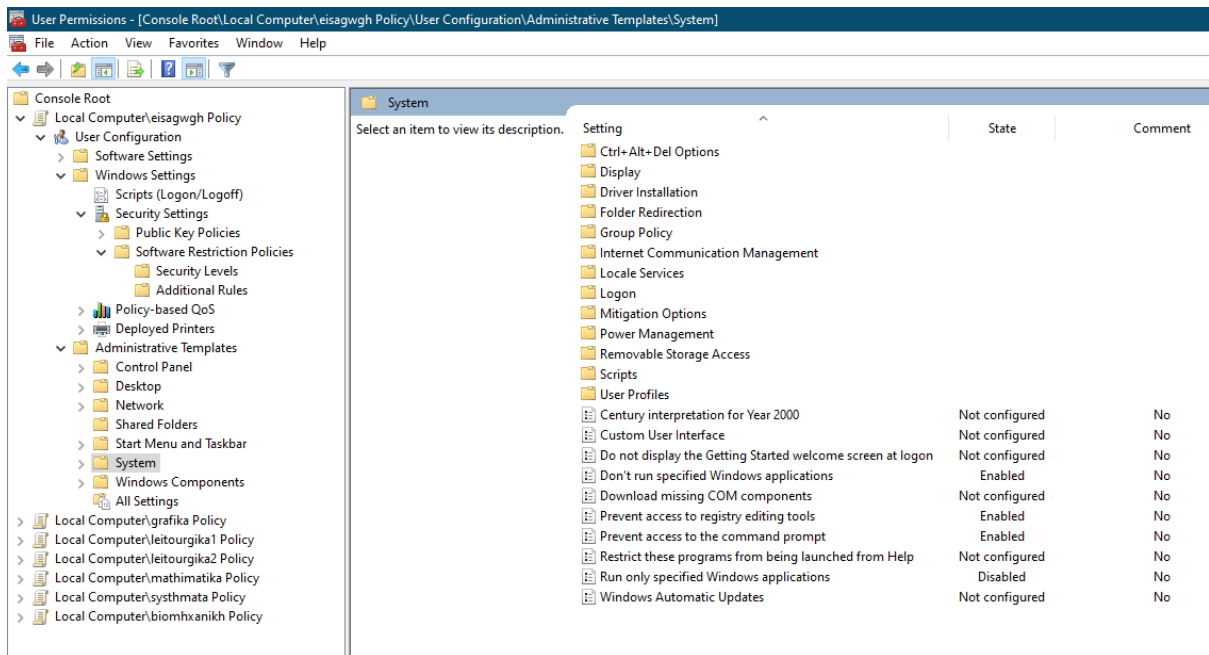 User Permissions - [Console Root\Local Computer\eisagwgh Policy\User Configuration\Administrative Templates\System]
File Action View Favorites Window Help
Console Root
Local Computer\eisagwgh Policy
User Configuration
Software Settings
Windows Settings
Scripts (Logon/Logoff)
Security Settings
Public Key Policies
Software Restriction Policies
Security Levels
Additional Rules
Policy-based QoS
Deployed Printers
Administrative Templates
Control Panel
Desktop
Network
Shared Folders
Start Menu and Taskbar
System
Windows Components
All Settings
Local Computer\grafika Policy
Local Computer\leitourgika1 Policy
Local Computer\leitourgika2 Policy
Local Computer\mathimatika Policy
Local Computer\systhmata Policy
Local Computer\biomhxanikh Policy
System
Select an item to view its description.
Setting State Comment
Ctrl+Alt+Del Options
Display
Driver Installation
Folder Redirection
Group Policy
Internet Communication Management
Locale Services
Logon
Mitigation Options
Power Management
Removable Storage Access
Scripts
User Profiles
Century interpretation for Year 2000 Not configured No
Custom User Interface Not configured No
Do not display the Getting Started welcome screen at logon Not configured No
Don't run specified Windows applications Enabled No
Download missing COM components Not configured No
Prevent access to registry editing tools Enabled No
Prevent access to the command prompt Enabled No
Restrict these programs from being launched from Help Not configured No
Run only specified Windows applications Disabled No
Windows Automatic Updates Not configured No